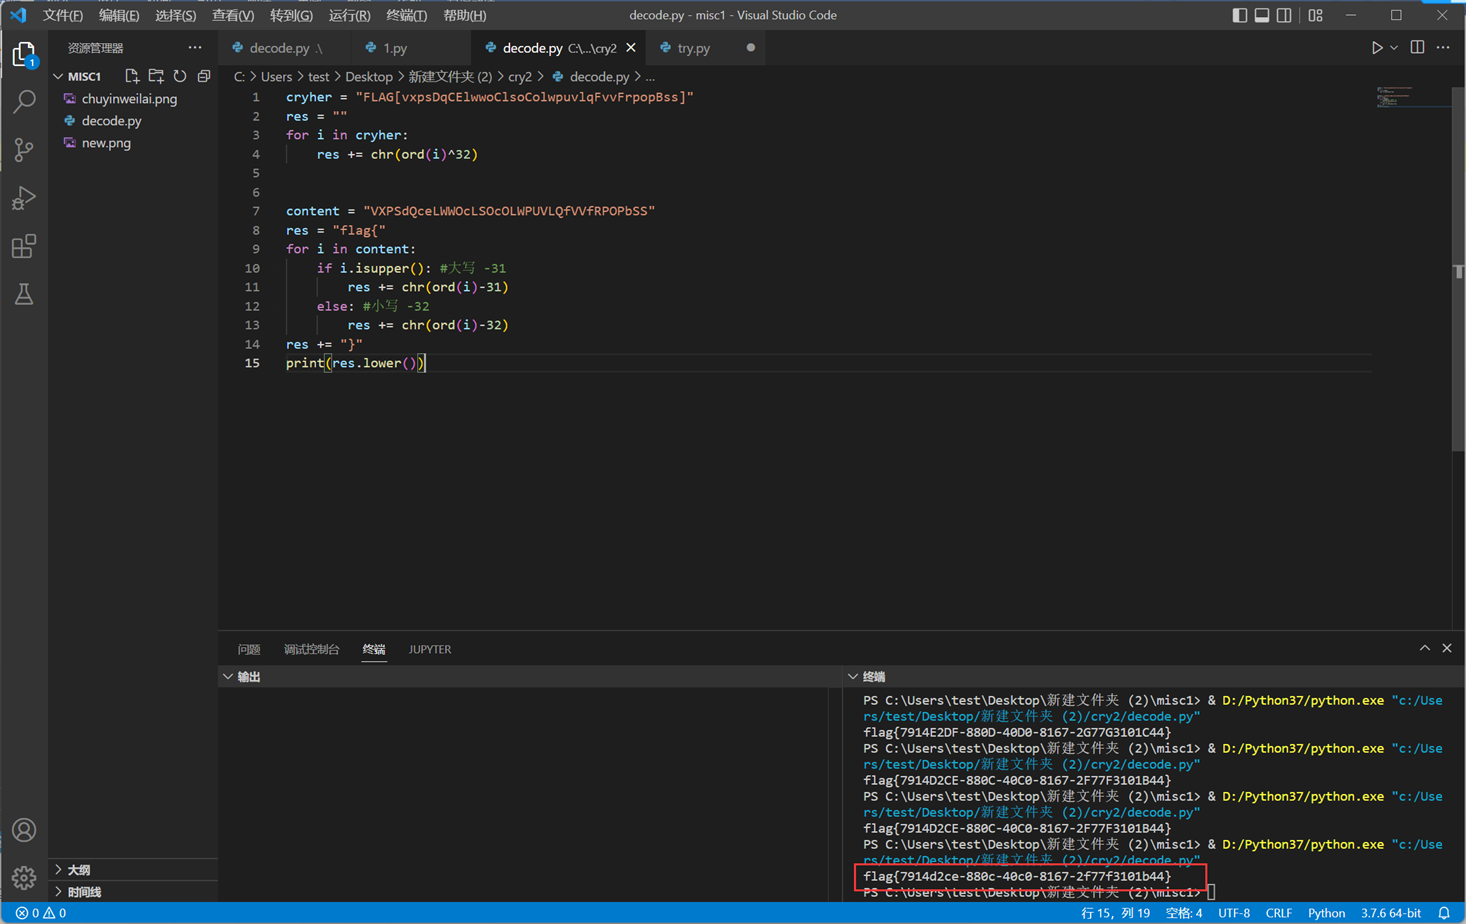 文件(F) 编辑(E) 选择(S) 查看(V) 转到(G) 运行(R) 终端(T) 帮助(H) decode.py - misc1 - Visual Studio Code
资源管理器 ···
decode.py .\ 1.py decode.py C:\...\cry2 try.py
1
MISC1
chuyinweilai.png
decode.py
new.png
C: > Users > test > Desktop > 新建文件夹 (2) > cry2 > decode.py > ...
1 cryher = "FLAG[vxpsDqCElwwoClsoColwpuvlqFvvFrpopBss]"
2 res = ""
3 for i in cryher:
4 res += chr(ord(i)^32)
5
6
7 content = "VXPSdQceLWWOcLSOcOLWPUVLQfVVfRPOPbSS"
8 res = "flag{"
9 for i in content:
10 if i.isupper(): #大写 -31
11 res += chr(ord(i)-31)
12 else: #小写 -32
13 res += chr(ord(i)-32)
14 res += "}"
15 print(res.lower())
问题 调试控制台 终端 JUPYTER
输出
终端
PS C:\Users\test\Desktop\新建文件夹 (2)\misc1> & D:/Python37/python.exe "c:/Use
rs/test/Desktop/新建文件夹 (2)/cry2/decode.py"
flag{7914E2DF-880D-40D0-8167-2G77G3101C44}
PS C:\Users\test\Desktop\新建文件夹 (2)\misc1> & D:/Python37/python.exe "c:/Use
rs/test/Desktop/新建文件夹 (2)/cry2/decode.py"
flag{7914D2CE-880C-40C0-8167-2F77F3101B44}
PS C:\Users\test\Desktop\新建文件夹 (2)\misc1> & D:/Python37/python.exe "c:/Use
rs/test/Desktop/新建文件夹 (2)/cry2/decode.py"
flag{7914D2CE-880C-40C0-8167-2F77F3101B44}
PS C:\Users\test\Desktop\新建文件夹 (2)\misc1> & D:/Python37/python.exe "c:/Use
rs/test/Desktop/新建文件夹 (2)/cry2/decode.py"
flag{7914d2ce-880c-40c0-8167-2f77f3101b44}
PS C:\Users\test\Desktop\新建文件夹 (2)\misc1>
大纲
时间线
0 0 行 15, 列 19 空格: 4 UTF-8 CRLF Python 3.7.6 64-bit